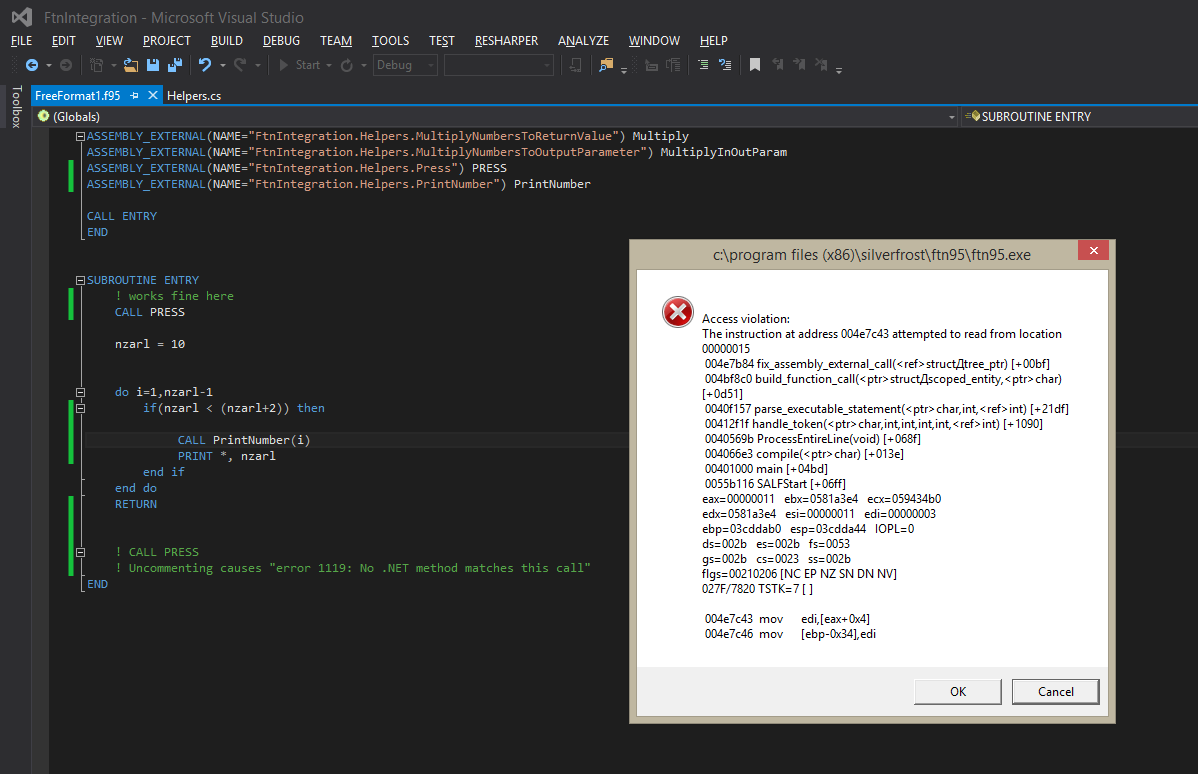 FtnIntegration - Microsoft Visual Studio
FILE EDIT VIEW PROJECT BUILD DEBUG TEAM TOOLS TEST RESHARPER ANALYZE WINDOW HELP
Start Debug
Toolbox
FreeFormat1.f95 Helpers.cs
(Globals) SUBROUTINE ENTRY
ASSEMBLY_EXTERNAL(NAME="FtnIntegration.Helpers.MultiplyNumbersToReturnValue") Multiply
ASSEMBLY_EXTERNAL(NAME="FtnIntegration.Helpers.MultiplyNumbersToOutputParameter") MultiplyInOutParam
ASSEMBLY_EXTERNAL(NAME="FtnIntegration.Helpers.Press") PRESS
ASSEMBLY_EXTERNAL(NAME="FtnIntegration.Helpers.PrintNumber") PrintNumber
CALL ENTRY
END
SUBROUTINE ENTRY
! works fine here
CALL PRESS
nzarl = 10
do i=1,nzarl-1
if(nzarl < (nzarl+2)) then
CALL PrintNumber(i)
PRINT *, nzarl
end if
end do
RETURN
! CALL PRESS
! Uncommenting causes "error 1119: No .NET method matches this call"
END
c:\program files (x86)\silverfrost\ftn95\ftn95.exe
Access violation:
The instruction at address 004e7c43 attempted to read from location
00000015
004e7b84 fix_assembly_external_call(<ref>structДtree_ptr) [+00bf]
004bf8c0 build_function_call(<ptr>structДscoped_entity,<ptr>char)
[+0d51]
0040f157 parse_executable_statement(<ptr>char,int,<ref>int) [+21df]
00412f1f handle_token(<ptr>char,int,int,int,int,<ref>int) [+1090]
0040569b ProcessEntireLine(void) [+068f]
004066e3 compile(<ptr>char) [+013e]
00401000 main [+04bd]
0055b116 SALFStart [+06ff]
eax=00000011 ebx=0581a3e4 ecx=059434b0
edx=0581a3e4 esi=00000011 edi=00000003
ebp=03cddab0 esp=03cdda44 IOPL=0
ds=002b es=002b fs=0053
gs=002b cs=0023 ss=002b
flgs=00210206 [NC EP NZ SN DN NV]
027F/7820 TSTK=7 [ ]
004e7c43 mov edi,[eax+0x4]
004e7c46 mov [ebp-0x34],edi
OK Cancel